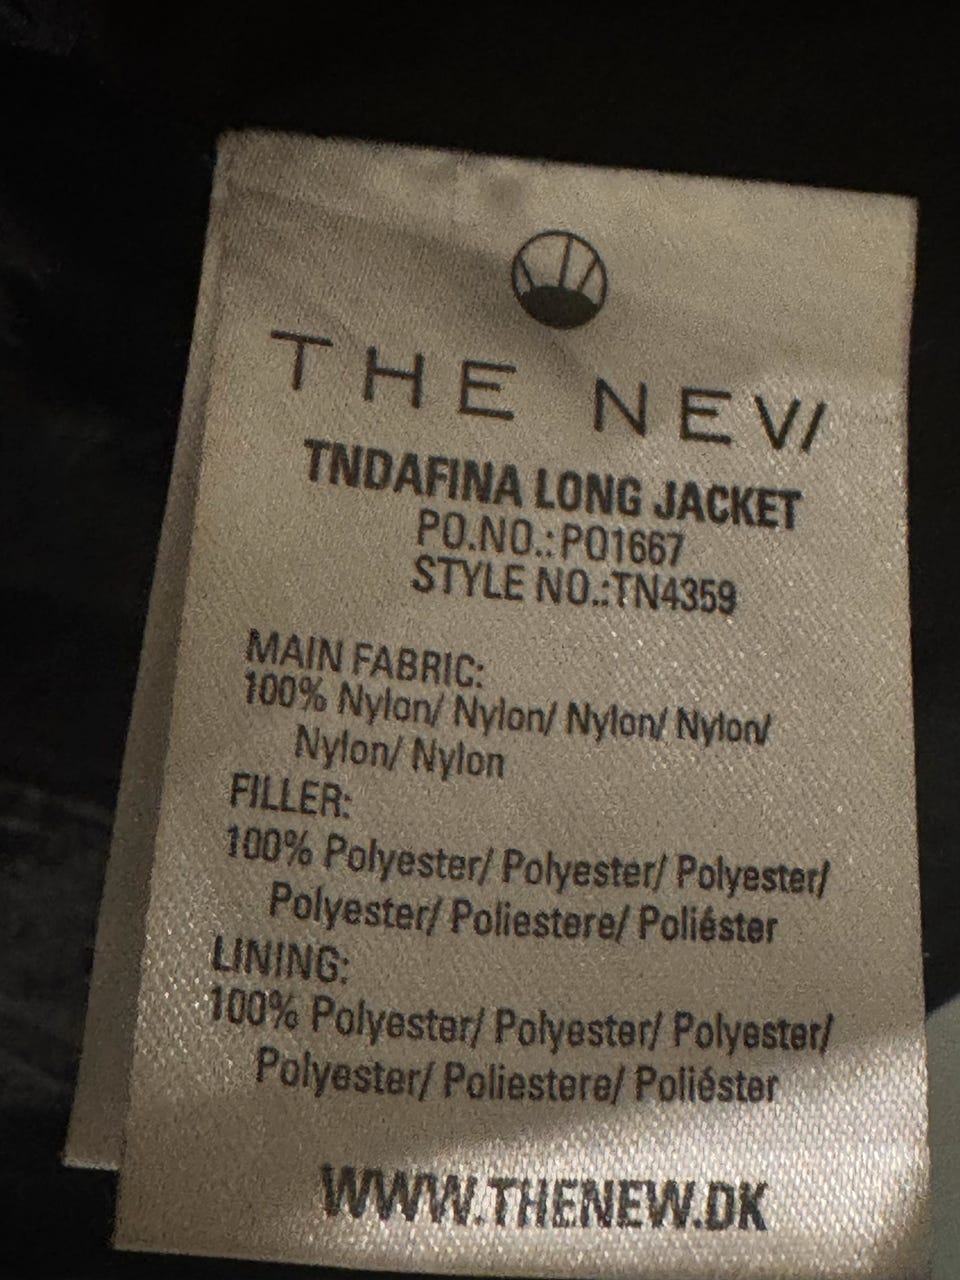 THE NEW
TNDAFINA LONG JACKET
PO.NO.: PO1667
STYLE NO.:TN4359
MAIN FABRIC:
100% Nylon/ Nylon/ Nylon/ Nylon/
Nylon/ Nylon
FILLER:
100% Polyester/ Polyester/ Polyester/
Polyester/ Poliestere/ Poliéster
LINING:
100% Polyester/ Polyester/ Polyester/
Polyester/ Poliestere/ Poliéster
WWW.THENEW.DK